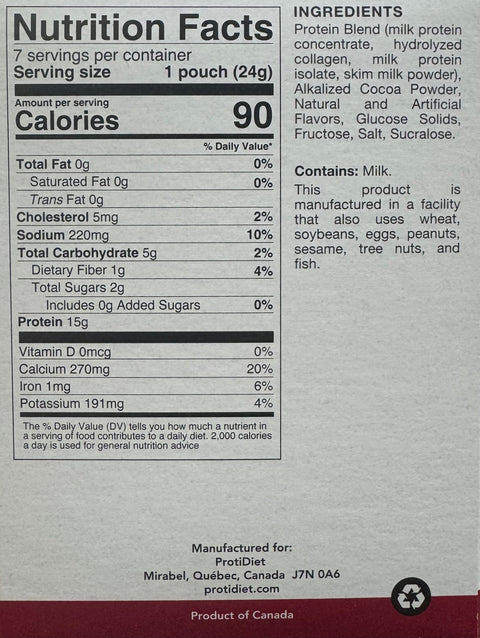 Nutrition Facts
7 servings per container
Serving size 1 pouch (24g)
Amount per serving
Calories 90
% Daily Value*
Total Fat 0g 0%
Saturated Fat 0g 0%
Trans Fat 0g
Cholesterol 5mg 2%
Sodium 220mg 10%
Total Carbohydrate 5g 2%
Dietary Fiber 1g 4%
Total Sugars 2g
Includes 0g Added Sugars 0%
Protein 15g
Vitamin D 0mcg 0%
Calcium 270mg 20%
Iron 1mg 6%
Potassium 191mg 4%
The % Daily Value (DV) tells you how much a nutrient in
a serving of food contributes to a daily diet. 2,000 calories
a day is used for general nutrition advice
INGREDIENTS
Protein Blend (milk protein
concentrate, hydrolyzed
collagen, milk protein
isolate, skim milk powder),
Alkalized Cocoa Powder,
Natural and Artificial
Flavors, Glucose Solids,
Fructose, Salt, Sucralose.
Contains: Milk.
This product is
manufactured in a facility
that also uses wheat,
soybeans, eggs, peanuts,
sesame, tree nuts, and
fish.
Manufactured for:
ProtiDiet
Mirabel, Québec, Canada J7N 0A6
protidiet.com
Product of Canada